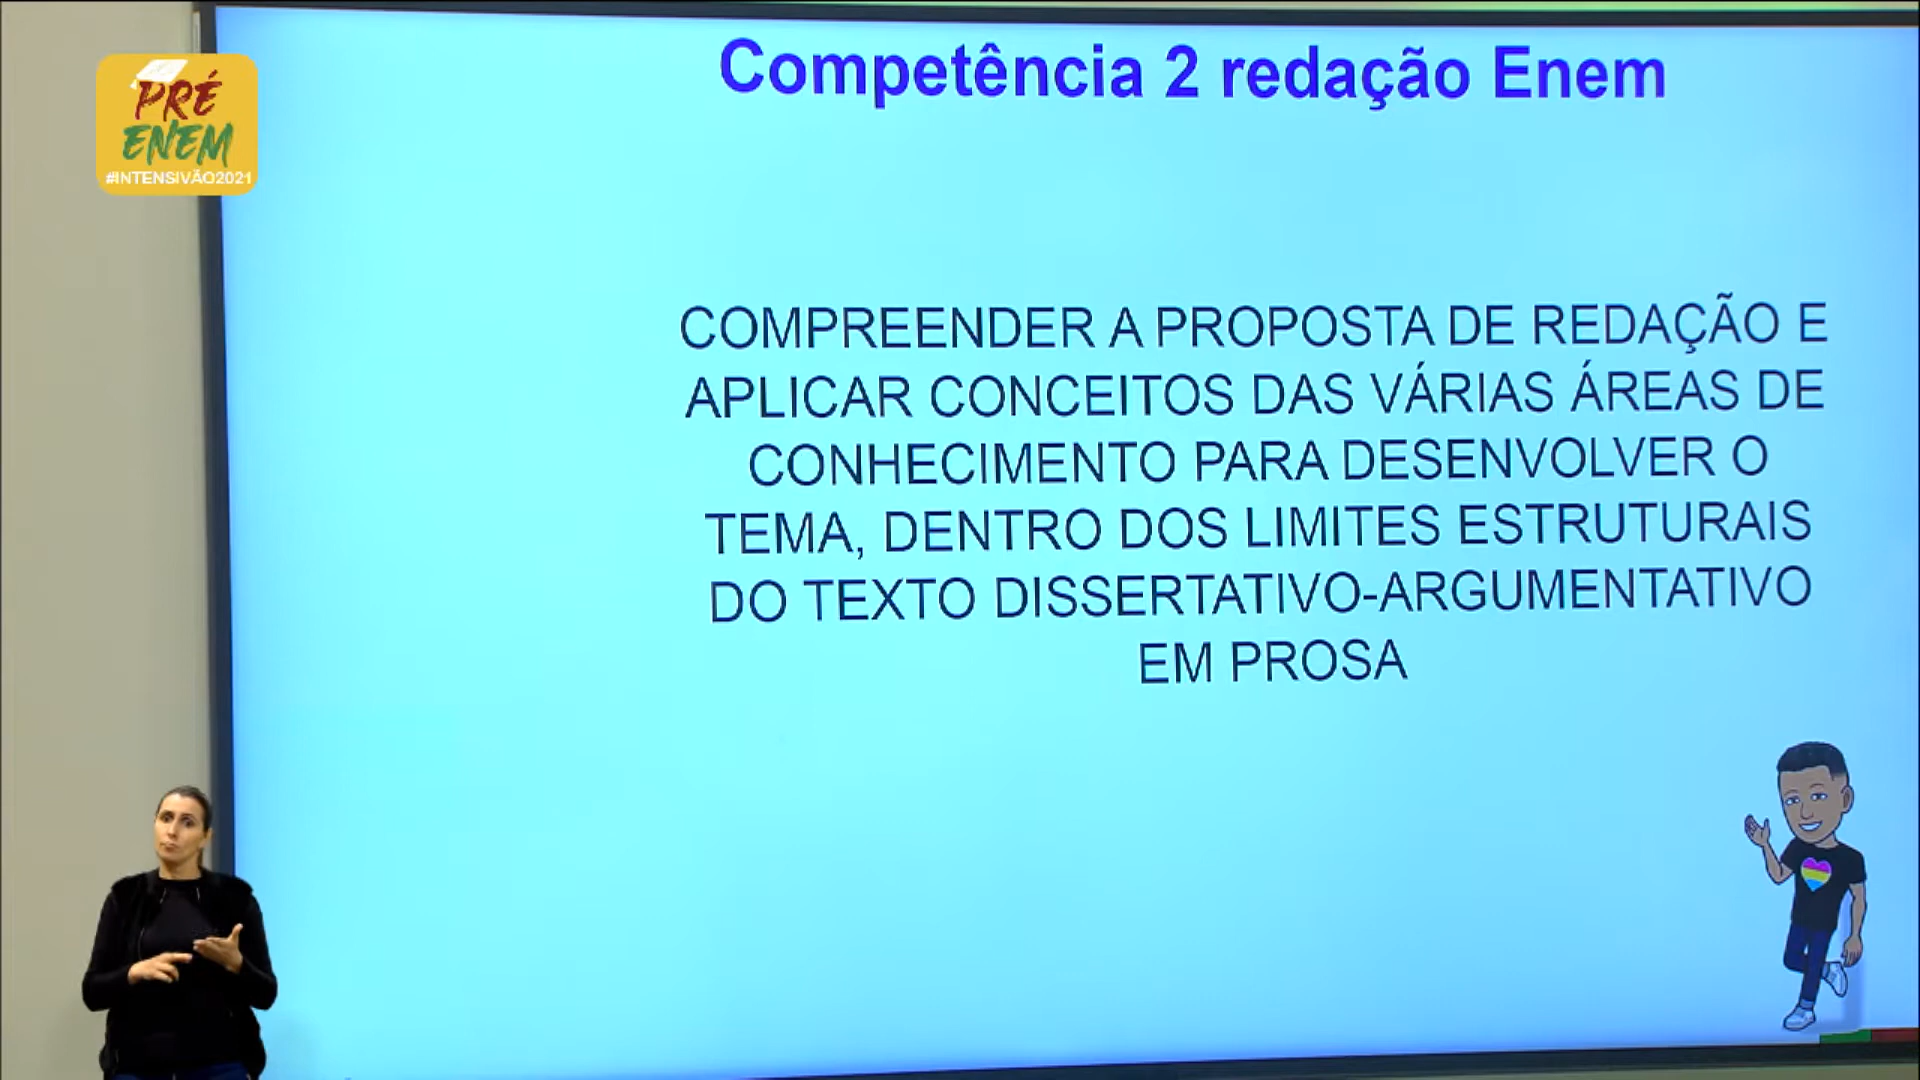 Competência 2 redação Enem
PRÉ
ENEM
#INTENSIVÃO2021
COMPREENDER A PROPOSTA DE REDAÇÃO E
APLICAR CONCEITOS DAS VÁRIAS ÁREAS DE
CONHECIMENTO PARA DESENVOLVER O
TEMA, DENTRO DOS LIMITES ESTRUTURAIS
DO TEXTO DISSERTATIVO-ARGUMENTATIVO
EM PROSA